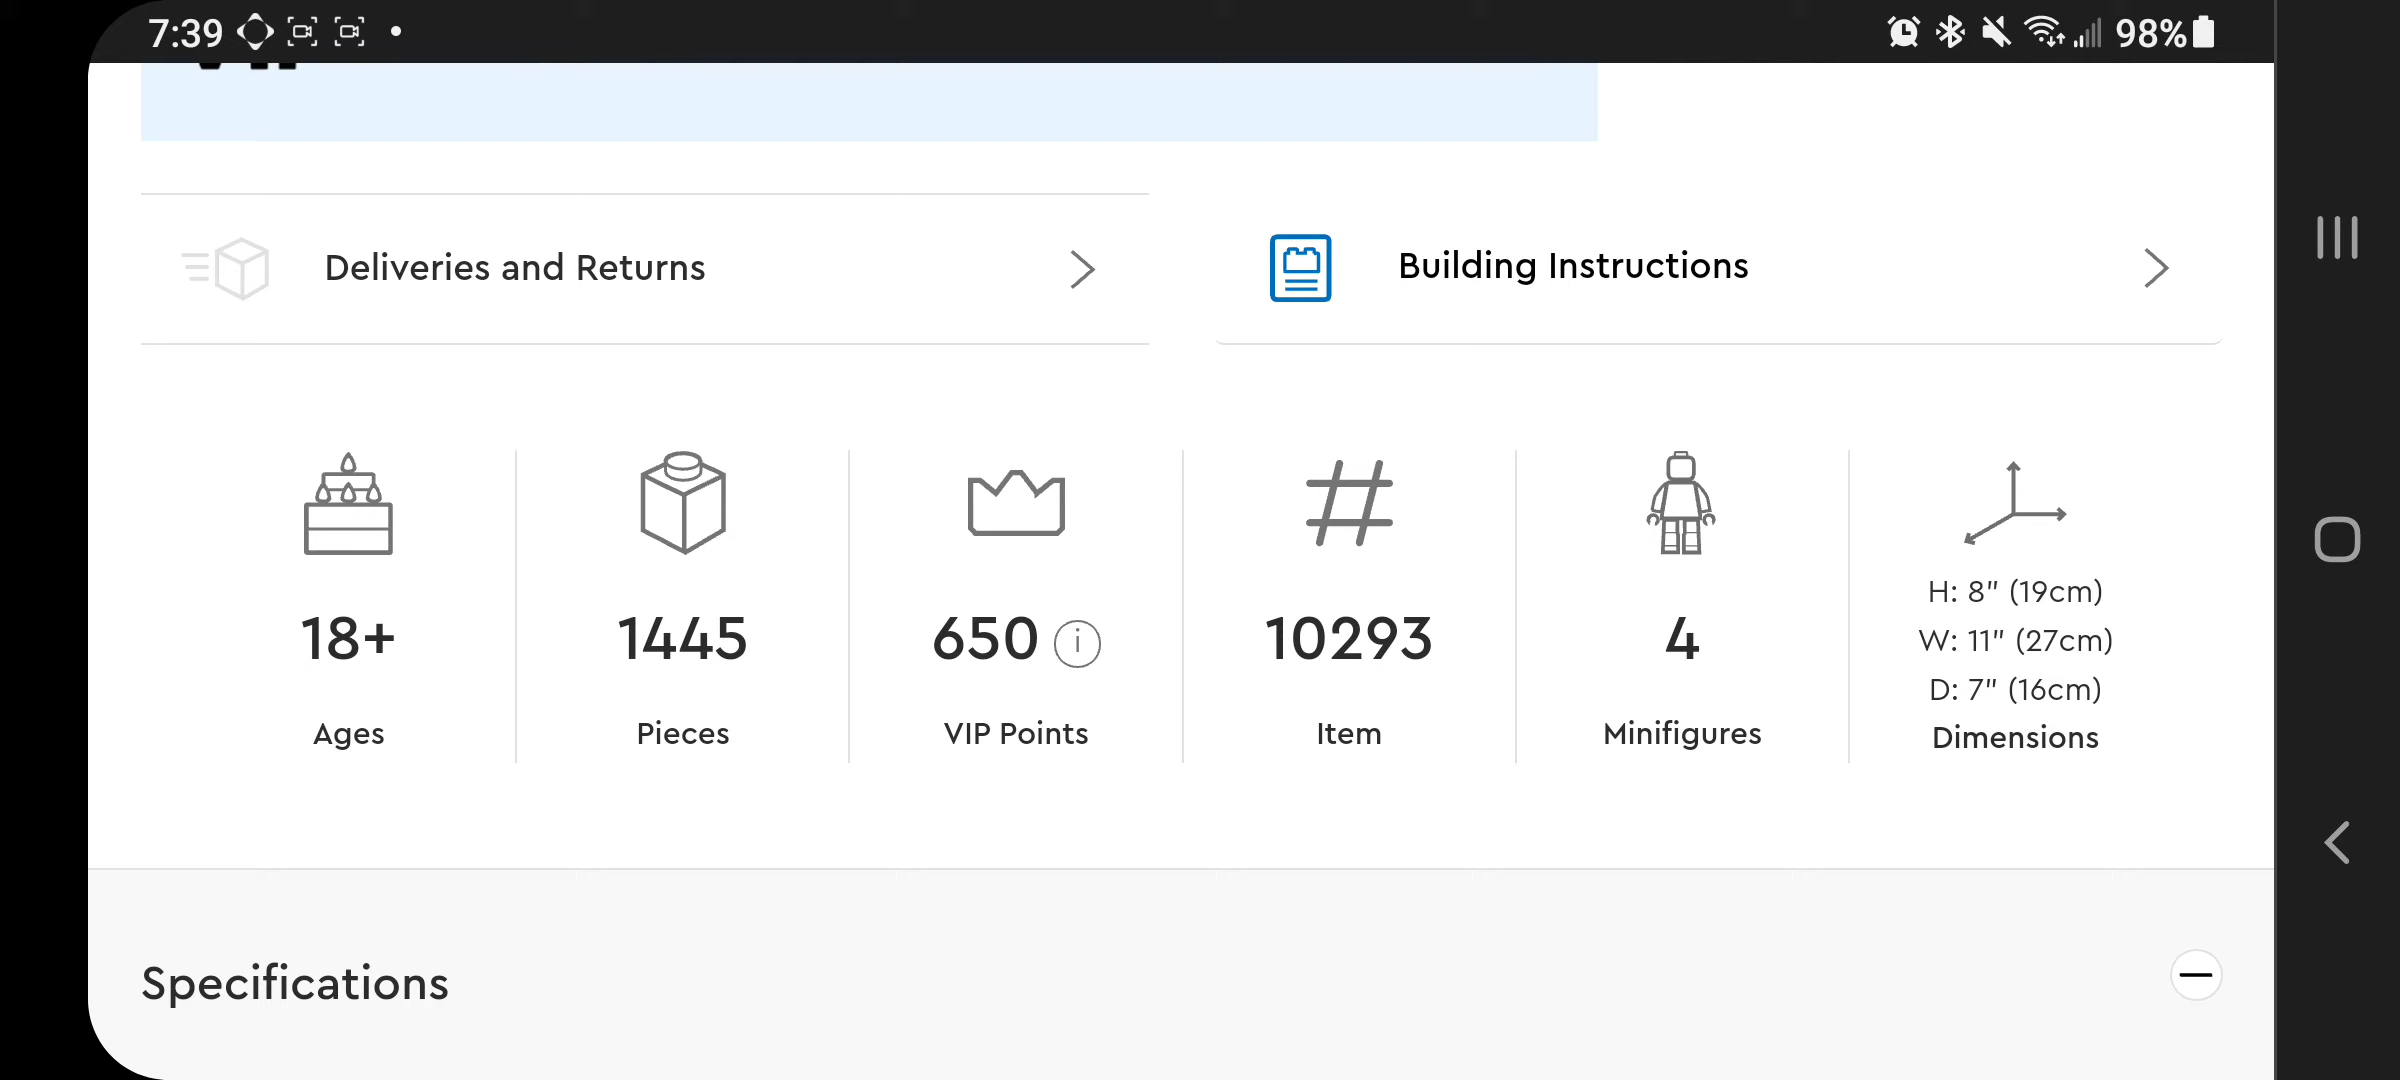 7:39
98%
Deliveries and Returns
Building Instructions
18+
Ages
1445
Pieces
650
VIP Points
10293
Item
4
Minifigures
H: 8" (19cm)
W: 11" (27cm)
D: 7" (16cm)
Dimensions
Specifications